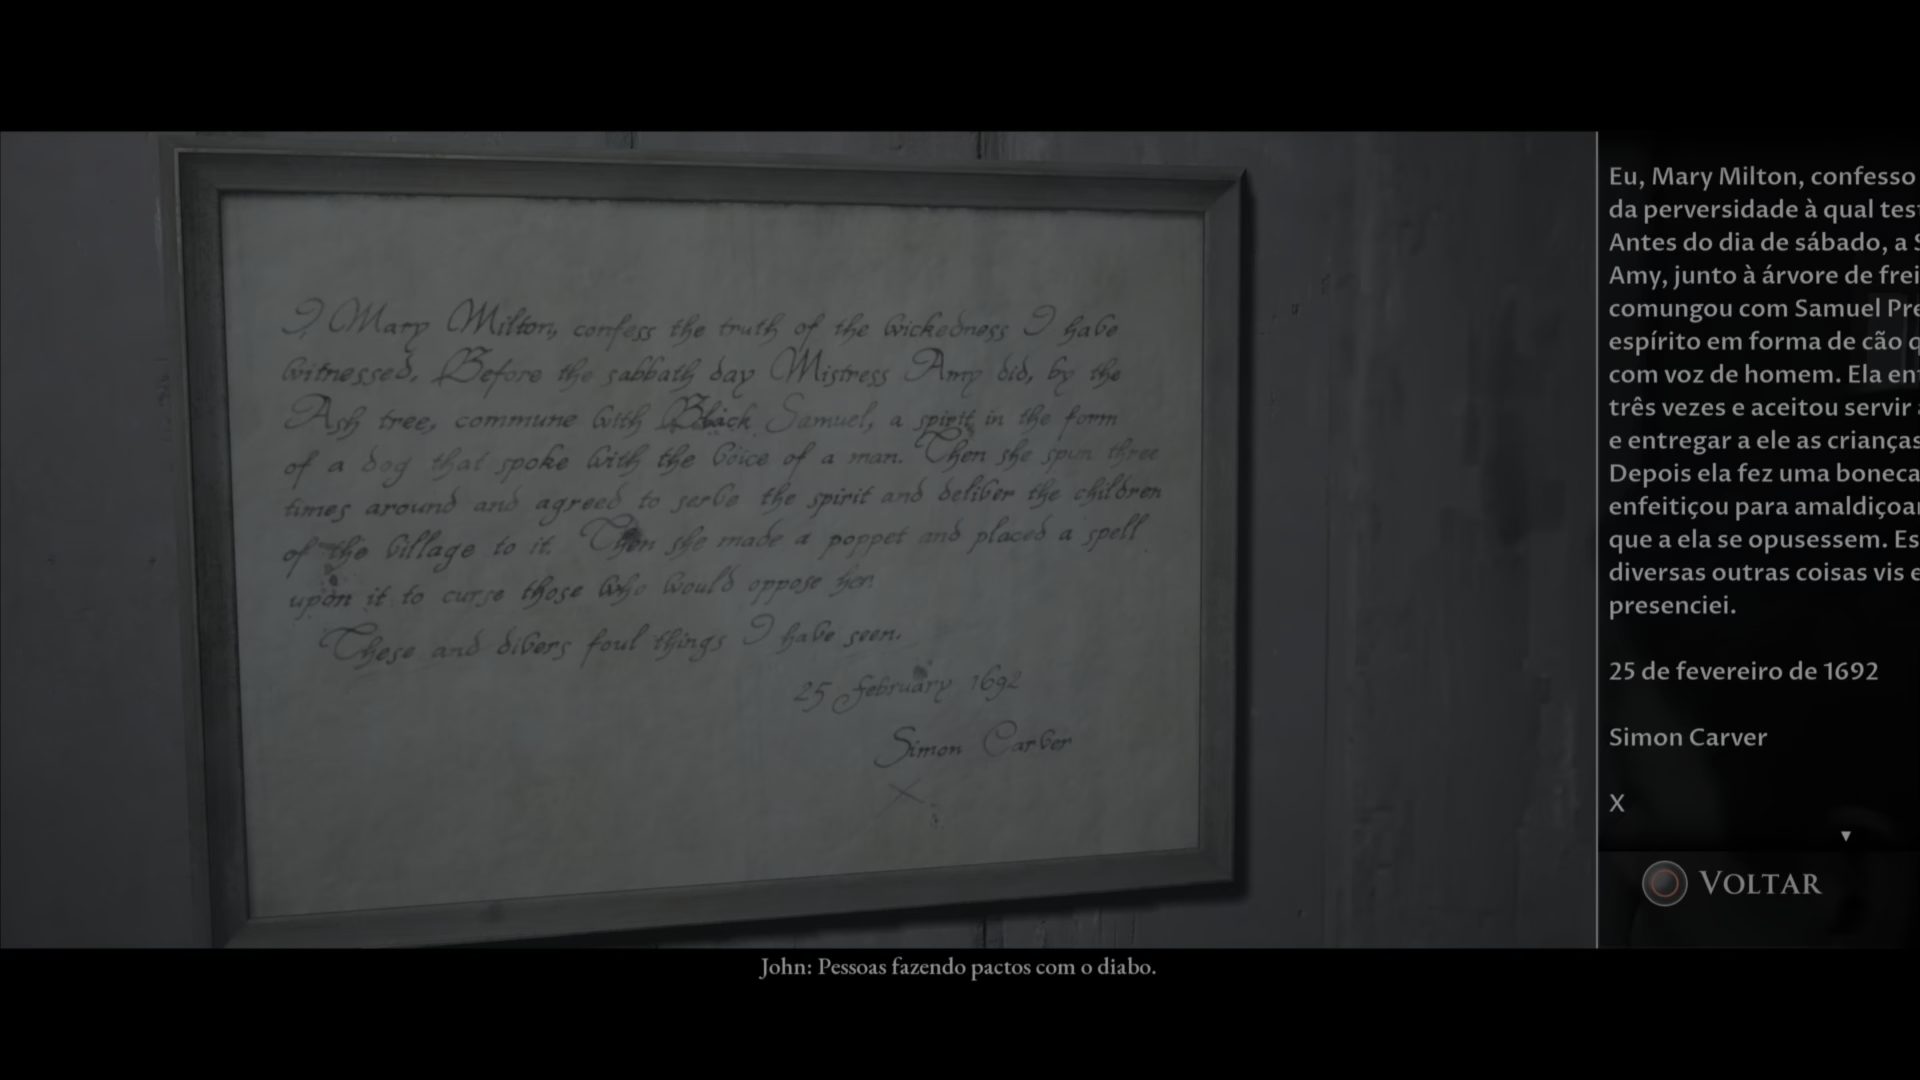 I, Mary Milton, confess the truth of the wickedness I have
witnessed. Before the sabbath day Mistress Amy did, by the
Ash tree, commune with Black Samuel, a spirit in the form
of a dog that spoke with the voice of a man. Then she spun three
times around and agreed to serve the spirit and deliver the children
of the village to it. Then she made a poppet and placed a spell
upon it to curse those who would oppose her.
These and divers foul things I have seen.
25 february 1692
Simon Carver
X
Eu, Mary Milton, confesso
da perversidade à qual test
Antes do dia de sábado, a S
Amy, junto à árvore de frei
comungou com Samuel Pre
espírito em forma de cão q
com voz de homem. Ela ent
três vezes e aceitou servir a
e entregar a ele as crianças
Depois ela fez uma boneca
enfeitiçou para amaldiçoar
que a ela se opusessem. Es
diversas outras coisas vis e
presenciei.
25 de fevereiro de 1692
Simon Carver
X
VOLTAR
John: Pessoas fazendo pactos com o diabo.